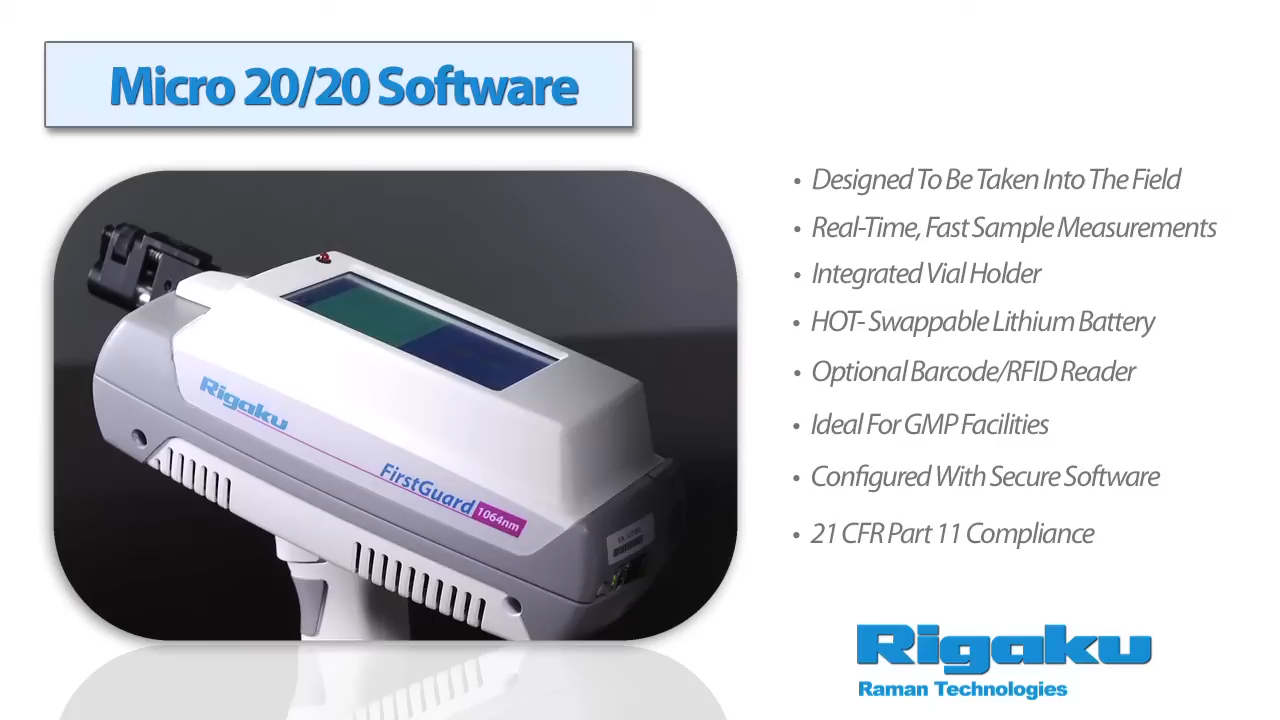 Micro 20/20 Software
Rigaku
FirstGuard
1064nm
• Designed To Be Taken Into The Field
• Real-Time, Fast Sample Measurements
• Integrated Vial Holder
• HOT- Swappable Lithium Battery
• Optional Barcode/RFID Reader
• Ideal For GMP Facilities
• Configured With Secure Software
• 21 CFR Part 11 Compliance
Rigaku
Raman Technologies